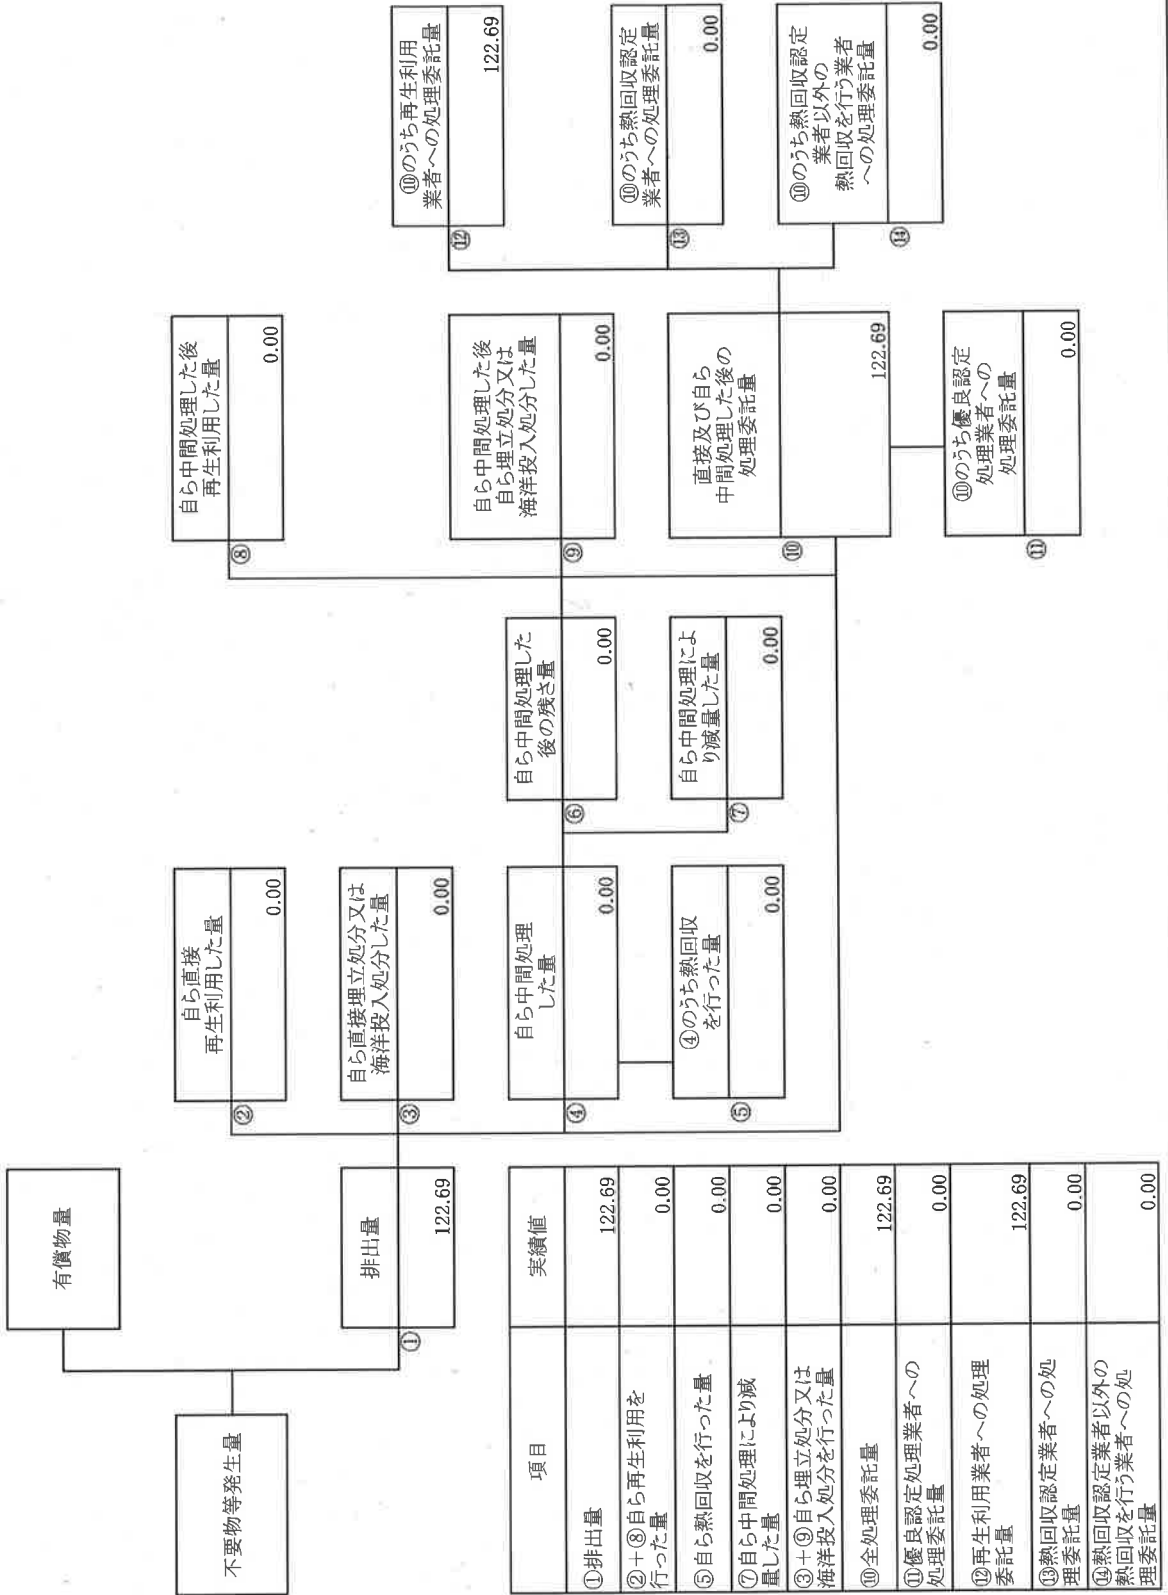 不要物等発生量
有償物量
①
排出量
122.69
②
自ら直接
再生利用した量
0.00
③
自ら直接埋立処分又は
海洋投入処分した量
0.00
④
自ら中間処理
した量
0.00
⑤
④のうち熱回収
を行った量
0.00
⑥
自ら中間処理した
後の残さ量
0.00
⑦
自ら中間処理によ
り減量した量
0.00
⑧
自ら中間処理した後
再生利用した量
0.00
⑨
自ら中間処理した後
自ら埋立処分又は
海洋投入処分した量
0.00
⑩
直接及び自ら
中間処理した後の
処理委託量
122.69
⑪
⑩のうち優良認定
処理業者への
処理委託量
0.00
⑫
⑩のうち再生利用
業者への処理委託量
122.69
⑬
⑩のうち熱回収認定
業者への処理委託量
0.00
⑭
⑩のうち熱回収認定
業者以外の
熱回収を行う業者
への処理委託量
0.00
項目
実績値
①排出量
122.69
②+⑧自ら再生利用を
行った量
0.00
⑤自ら熱回収を行った量
0.00
⑦自ら中間処理により減
量した量
0.00
③+⑨自ら埋立処分又は
海洋投入処分を行った量
0.00
⑩全処理委託量
122.69
⑪優良認定処理業者への
処理委託量
0.00
⑫再生利用業者への処理
委託量
122.69
⑬熱回収認定業者への処
理委託量
0.00
⑭熱回収認定業者以外の
熱回収を行う業者への処
理委託量
0.00